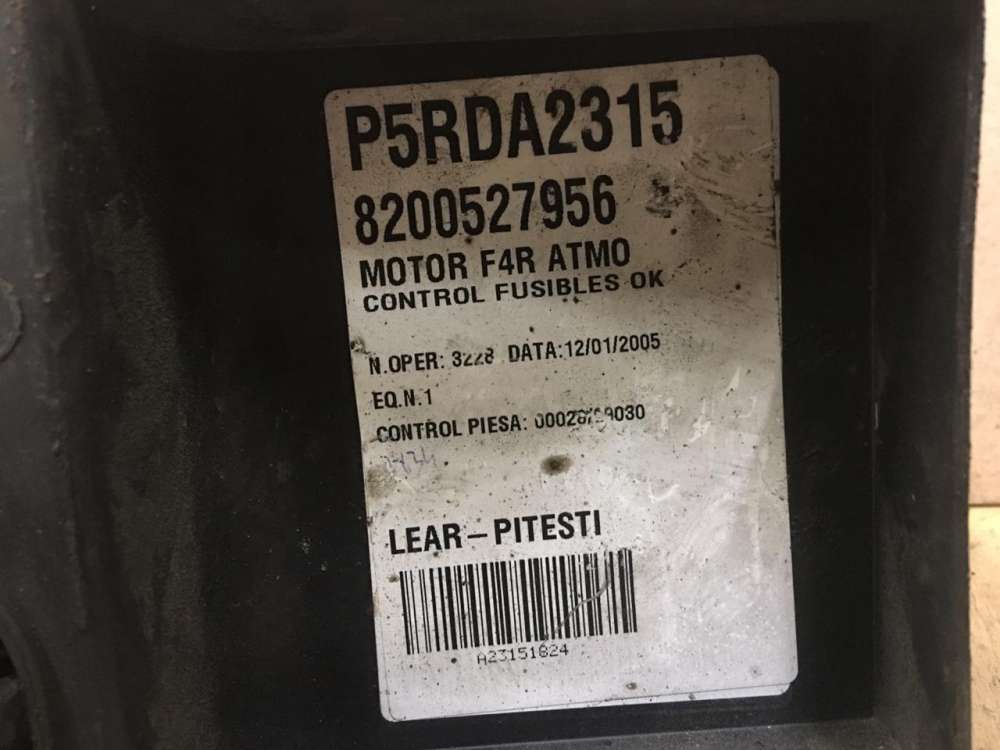 P5RDA2315
8200527956
MOTOR F4R ATMO
CONTROL FUSIBLES OK
N.OPER: 3228 DATA:12/01/2005
EQ.N.1
CONTROL PIESA:
LEAR-PITESTI
A23151824